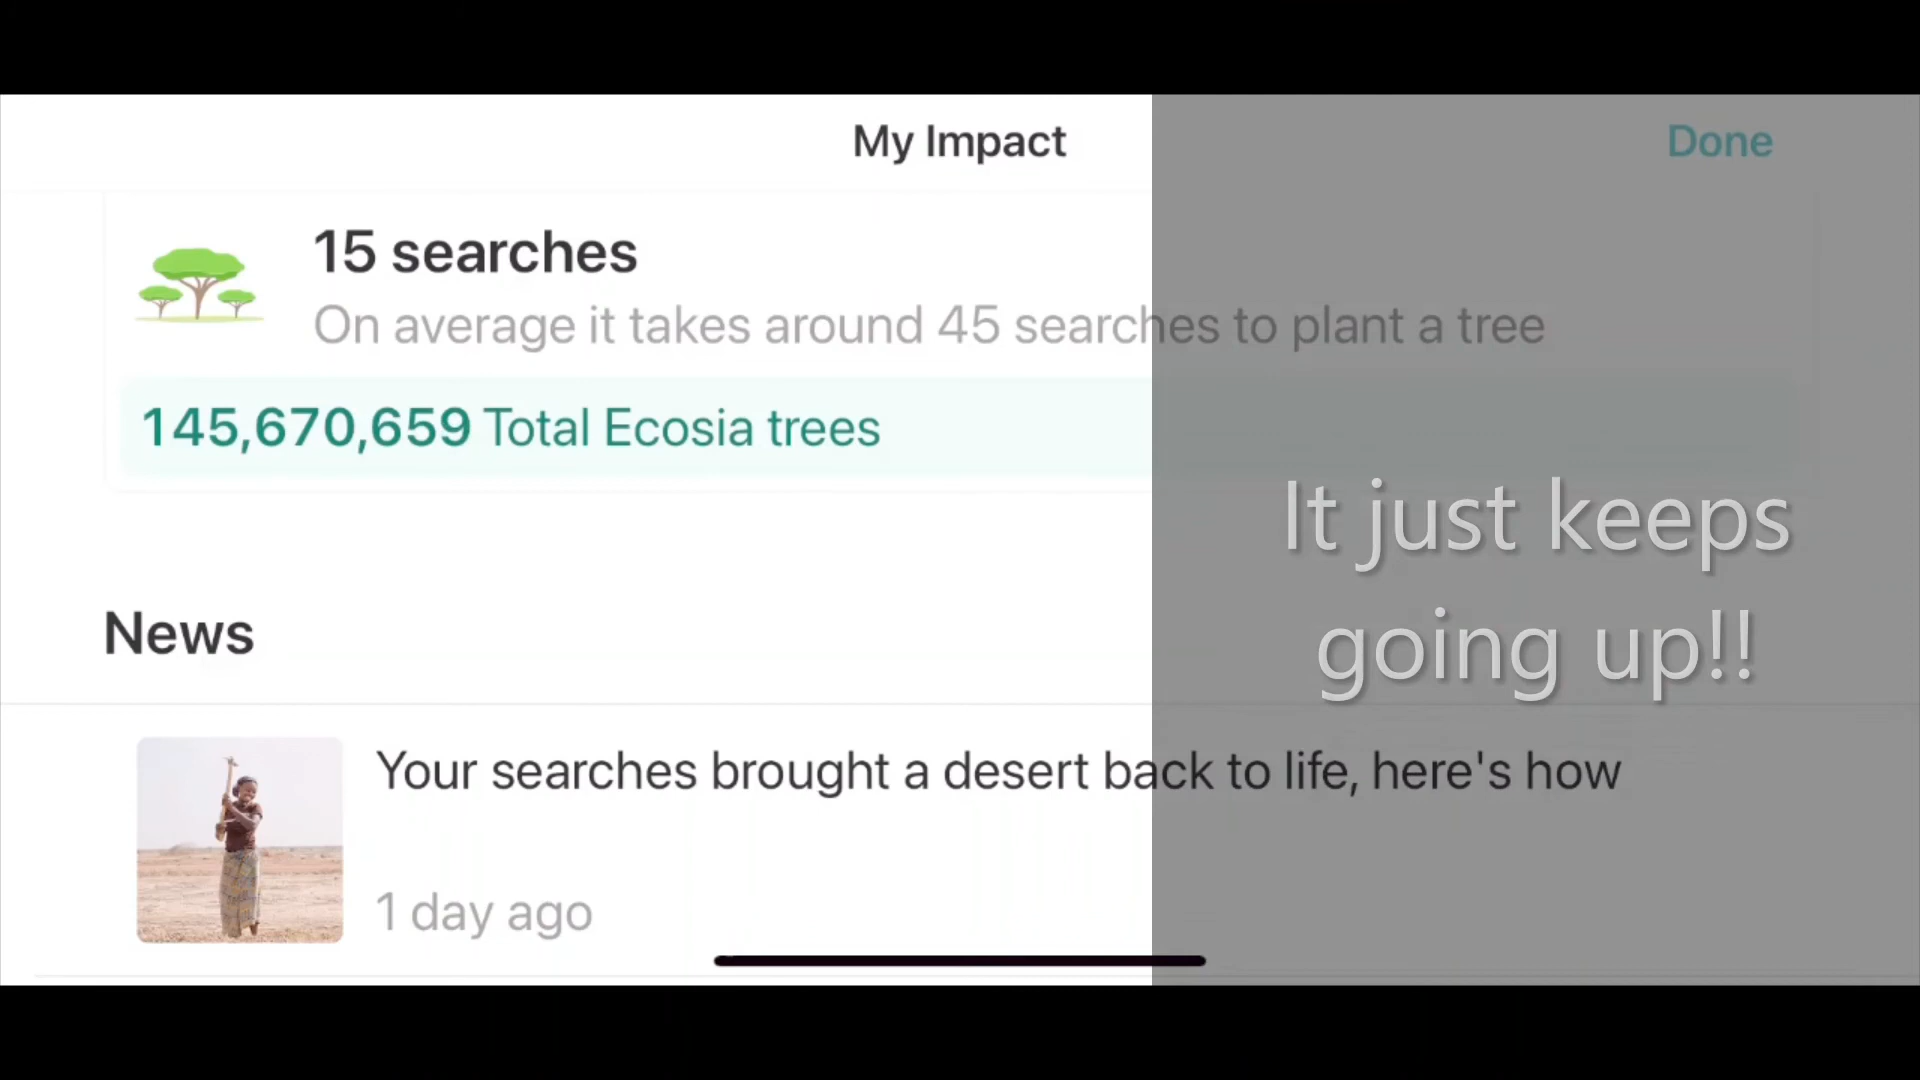 My Impact
Done
15 searches
On average it takes around 45 searches to plant a tree
145,670,659 Total Ecosia trees
It just keeps
going up!!
News
Your searches brought a desert back to life, here's how
1 day ago